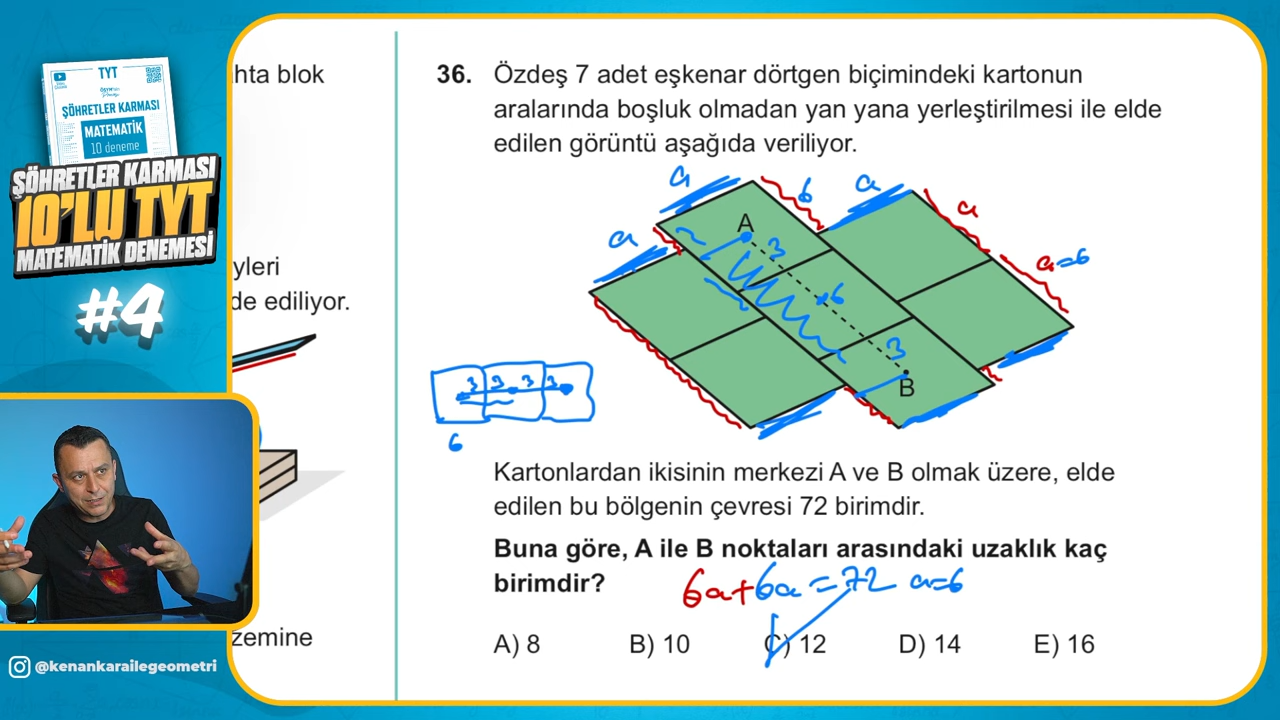 TYT
ŞÖHRETLER KARMASI
MATEMATİK
10 deneme
ŞÖHRETLER KARMASI
10'LU TYT
MATEMATİK DENEMESİ
#4
@kenankarailegeometri
hta blok
yleri
de ediliyor.
zemine
36. Özdeş 7 adet eşkenar dörtgen biçimindeki kartonun
aralarında boşluk olmadan yan yana yerleştirilmesi ile elde
edilen görüntü aşağıda veriliyor.
a
6
a
a
a
a=6
A
3
6
3
B
3 3 3 3
6
Kartonlardan ikisinin merkezi A ve B olmak üzere, elde
edilen bu bölgenin çevresi 72 birimdir.
Buna göre, A ile B noktaları arasındaki uzaklık kaç
birimdir?
6a+6a=72 a=6
A) 8 B) 10 C) 12 D) 14 E) 16